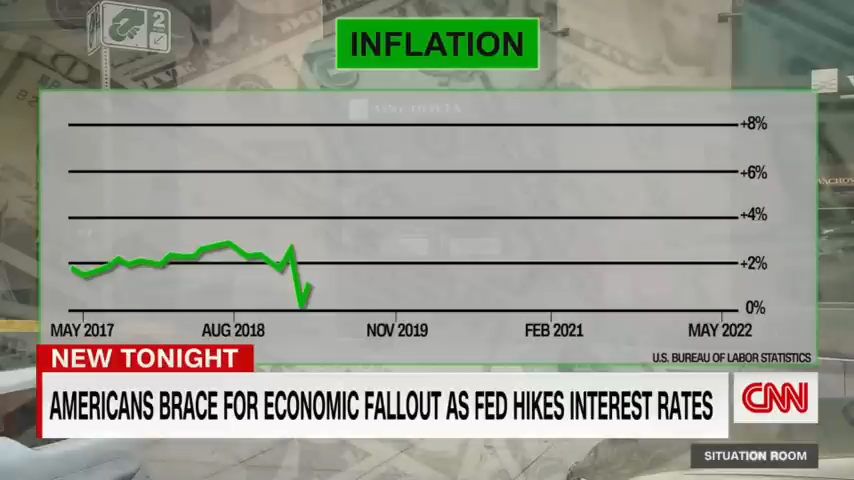 2
INFLATION
+8%
+6%
+4%
+2%
0%
MAY 2017 AUG 2018 NOV 2019 FEB 2021 MAY 2022
U.S. BUREAU OF LABOR STATISTICS
NEW TONIGHT
AMERICANS BRACE FOR ECONOMIC FALLOUT AS FED HIKES INTEREST RATES
CNN
SITUATION ROOM